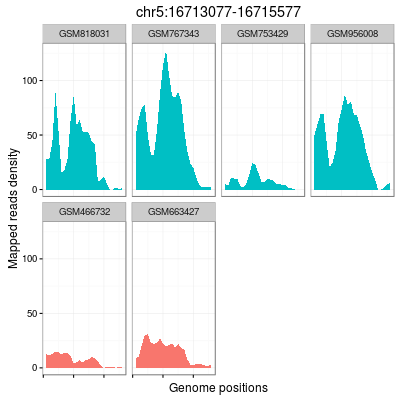 chr5:16713077-16715577
GSM818031 GSM767343 GSM753429 GSM956008
100
50
0
GSM466732 GSM663427
100
50
0
Mapped reads density
Genome positions